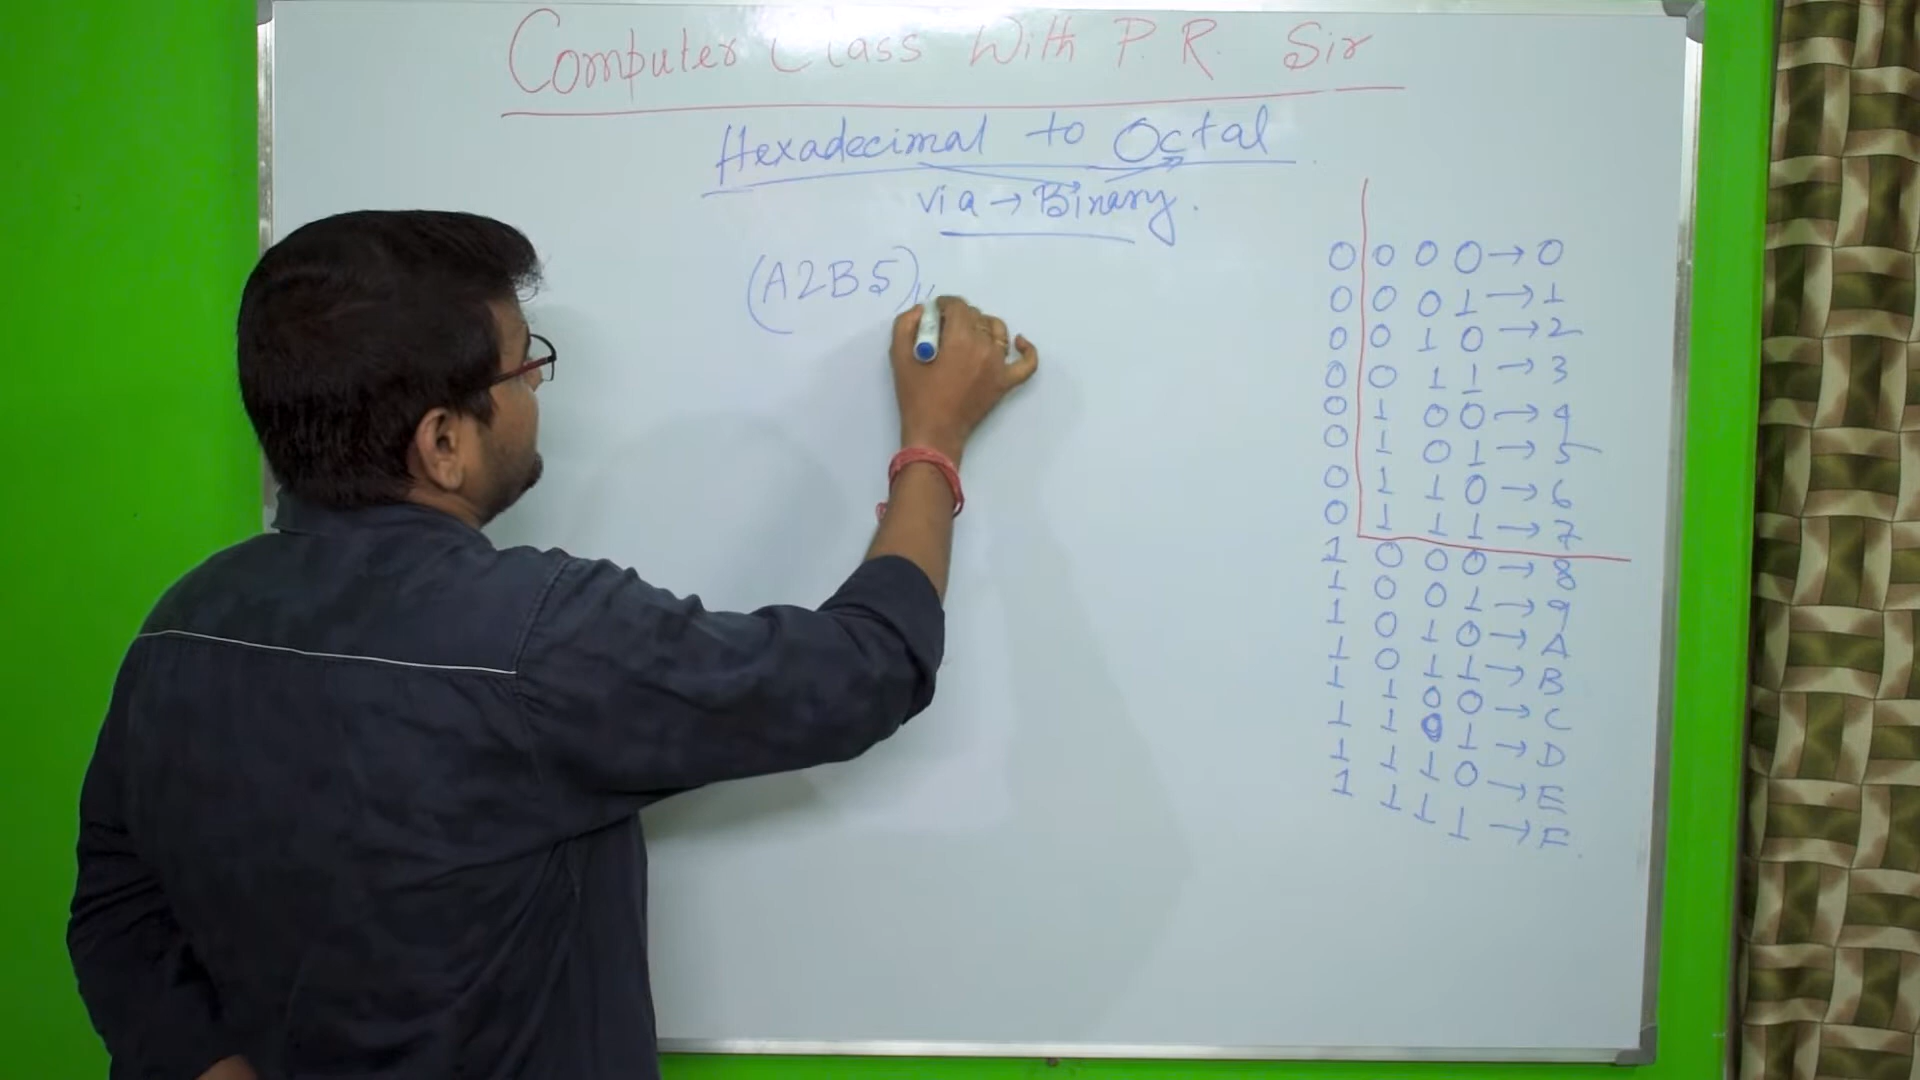 Computer Class With P.R. Sir
Hexadecimal to Octal
via → Binary.
(A2B5)
0 0 0 0 → 0
0 0 0 1 → 1
0 0 1 0 → 2
0 0 1 1 → 3
0 1 0 0 → 4
0 1 0 1 → 5
0 1 1 0 → 6
0 1 1 1 → 7
1 0 0 0 → 8
1 0 0 1 → 9
1 0 1 0 → A
1 0 1 1 → B
1 1 0 0 → C
1 1 0 1 → D
1 1 1 0 → E
1 1 1 1 → F.